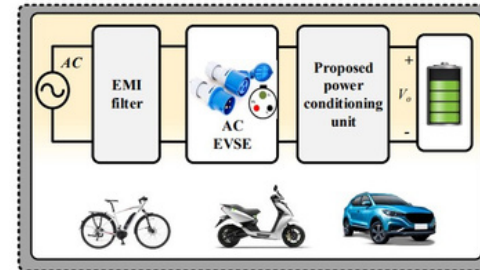 AC
EMI
filter
AC
EVSE
Proposed
power
conditioning
unit
+
Vo
-